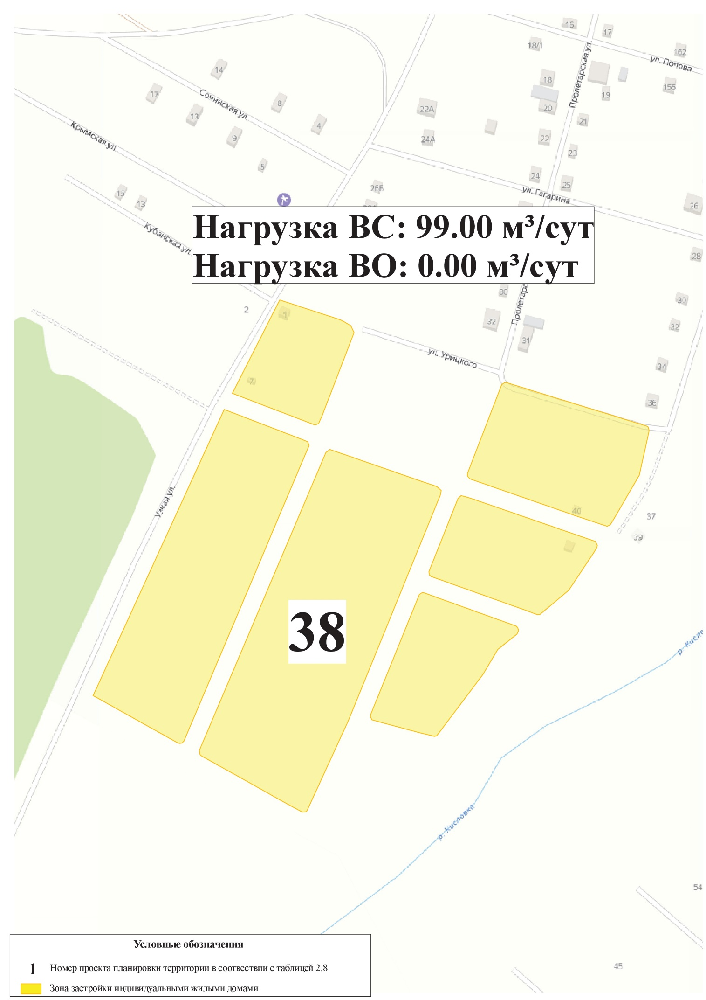 16
17
18/1
162
ул. Попова
Пролетарская ул.
14
18
155
17
Сочинская ул.
8
19
13
22А
20
21
4
Крымская ул.
9
24А
22
23
5
24
25
15
13
26Б
ул. Гагарина
26
Кубанская ул.
Нагрузка ВС: 99.00 м³/сут
Нагрузка ВО: 0.00 м³/сут
28
30
30
2
1
32
Пролетарс
32
31
ул. Урицкого
34
7
36
Узкая ул.
40
37
39
38
р. Кисло
р. Кисловка
54
45
Условные обозначения
1 Номер проекта планировки территории в соотвествии с таблицей 2.8
Зона застройки индивидуальными жилыми домами